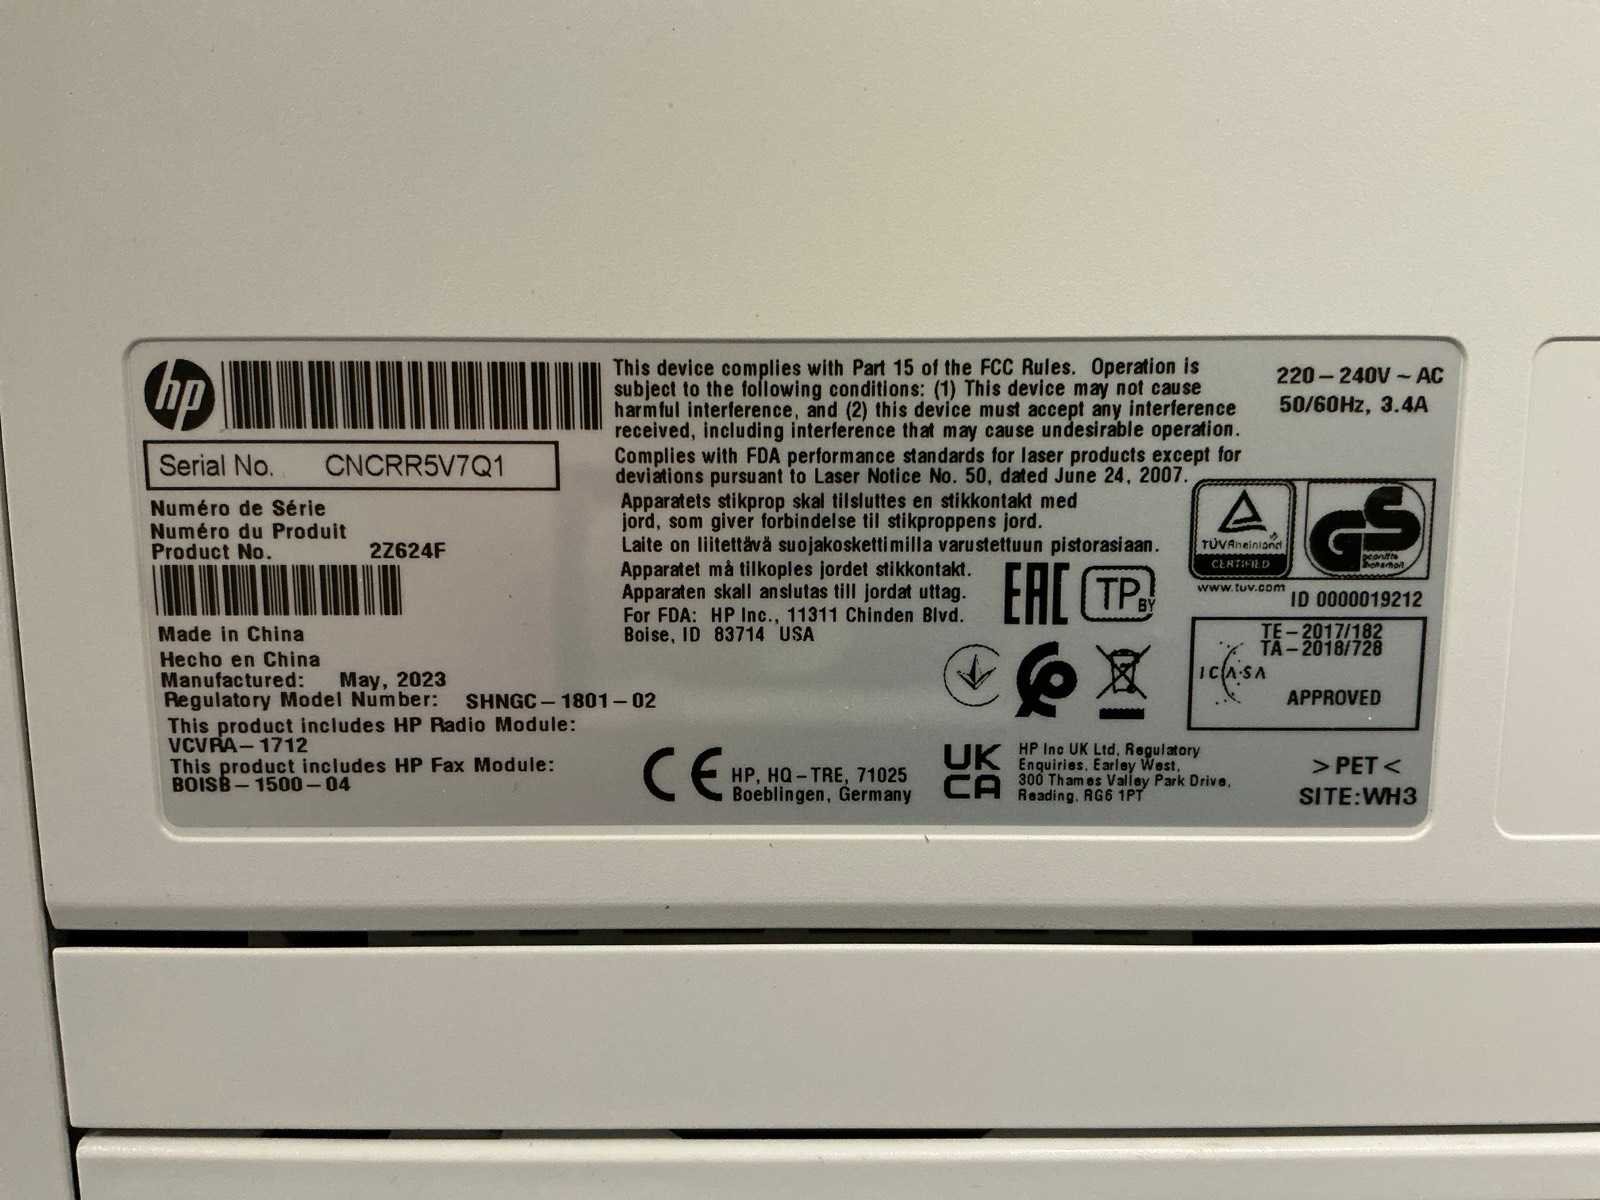 hp
Serial No. CNCRR5V7Q1
Numéro de Série
Numéro du Produit
Product No. 2Z624F
Made in China
Hecho en China
Manufactured: May, 2023
Regulatory Model Number: SHNGC-1801-02
This product includes HP Radio Module:
VCVRA-1712
This product includes HP Fax Module:
BOISB-1500-04
This device complies with Part 15 of the FCC Rules. Operation is
subject to the following conditions: (1) This device may not cause
harmful interference, and (2) this device must accept any interference
received, including interference that may cause undesirable operation.
Complies with FDA performance standards for laser products except for
deviations pursuant to Laser Notice No. 50, dated June 24, 2007.
Apparatets stikprop skal tilsluttes en stikkontakt med
jord, som giver forbindelse til stikproppens jord.
Laite on liitettävä suojakoskettimilla varustettuun pistorasiaan.
Apparatet må tilkoples jordet stikkontakt.
Apparaten skall anslutas till jordat uttag.
For FDA: HP Inc., 11311 Chinden Blvd.
Boise, ID 83714 USA
EAC
TP BY
CE
HP, HQ-TRE, 71025
Boeblingen, Germany
UK
CA
HP Inc UK Ltd, Regulatory
Enquiries, Earley West,
300 Thames Valley Park Drive,
Reading, RG6 1PT
220-240V ~ AC
50/60Hz, 3.4A
TÜVRheinland
CERTIFIED
GS
geprüfte
Sicherheit
www.tuv.com
ID 0000019212
TE-2017/182
TA-2018/728
ICASA
APPROVED
>PET<
SITE:WH3